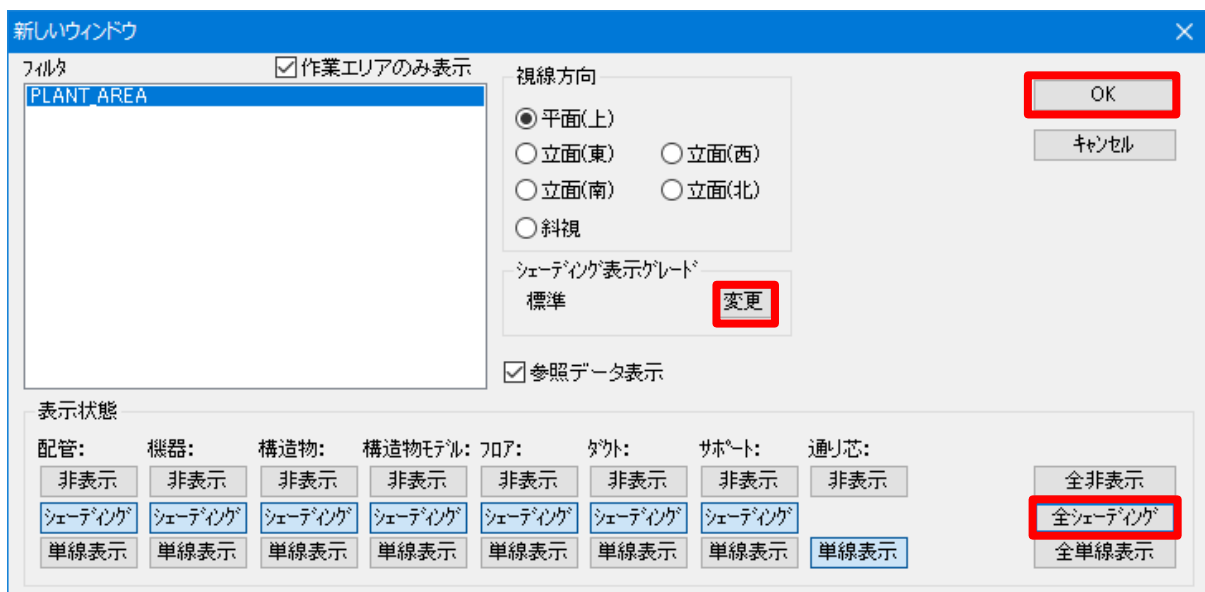 新しいウィンドウ
フィルタ
作業エリアのみ表示
PLANT_AREA
視線方向
平面(上)
立面(東) 立面(西)
立面(南) 立面(北)
斜視
シェーディング表示グレード
標準 変更
参照データ表示
OK
キャンセル
表示状態
配管: 機器: 構造物: 構造物モデル: フロア: ダクト: サポート: 通り芯:
非表示 非表示 非表示 非表示 非表示 非表示 非表示 非表示 全非表示
シェーディング シェーディング シェーディング シェーディング シェーディング シェーディング シェーディング 全シェーディング
単線表示 単線表示 単線表示 単線表示 単線表示 単線表示 単線表示 単線表示 全単線表示